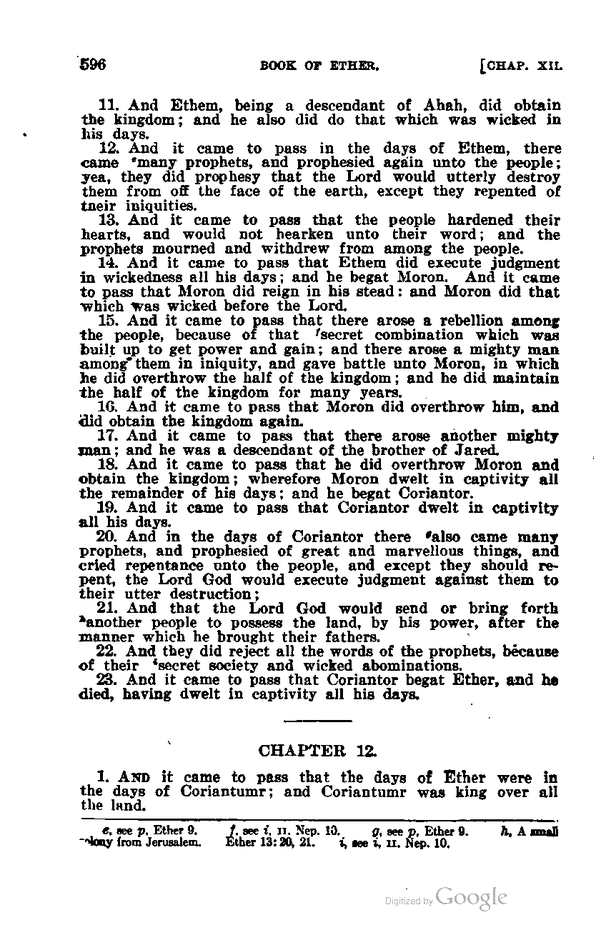 596 BOOK OF ETHER. [CHAP. XII.
11. And Ethem, being a descendant of Ahah, did obtain
the kingdom; and he also did do that which was wicked in
his days.
12. And it came to pass in the days of Ethem, there
came ᵉmany prophets, and prophesied again unto the people;
yea, they did prophesy that the Lord would utterly destroy
them from off the face of the earth, except they repented of
their iniquities.
13. And it came to pass that the people hardened their
hearts, and would not hearken unto their word; and the
prophets mourned and withdrew from among the people.
14. And it came to pass that Ethem did execute judgment
in wickedness all his days; and he begat Moron. And it came
to pass that Moron did reign in his stead: and Moron did that
which was wicked before the Lord.
15. And it came to pass that there arose a rebellion among
the people, because of that ᶠsecret combination which was
built up to get power and gain; and there arose a mighty man
among them in iniquity, and gave battle unto Moron, in which
he did overthrow the half of the kingdom; and he did maintain
the half of the kingdom for many years.
16. And it came to pass that Moron did overthrow him, and
did obtain the kingdom again.
17. And it came to pass that there arose another mighty
man; and he was a descendant of the brother of Jared.
18. And it came to pass that he did overthrow Moron and
obtain the kingdom; wherefore Moron dwelt in captivity all
the remainder of his days; and he begat Coriantor.
19. And it came to pass that Coriantor dwelt in captivity
all his days.
20. And in the days of Coriantor there ᵍalso came many
prophets, and prophesied of great and marvellous things, and
cried repentance unto the people, and except they should re-
pent, the Lord God would execute judgment against them to
their utter destruction;
21. And that the Lord God would send or bring forth
ʰanother people to possess the land, by his power, after the
manner which he brought their fathers.
22. And they did reject all the words of the prophets, because
of their ⁱsecret society and wicked abominations.
23. And it came to pass that Coriantor begat Ether, and he
died, having dwelt in captivity all his days.
CHAPTER 12.
1. AND it came to pass that the days of Ether were in
the days of Coriantumr; and Coriantumr was king over all
the land.
e, see p, Ether 9. f, see i, II. Nep. 10. g, see p, Ether 9. h, A small
colony from Jerusalem. Ether 13:20, 21. i, see i, II. Nep. 10.
Digitized by Google